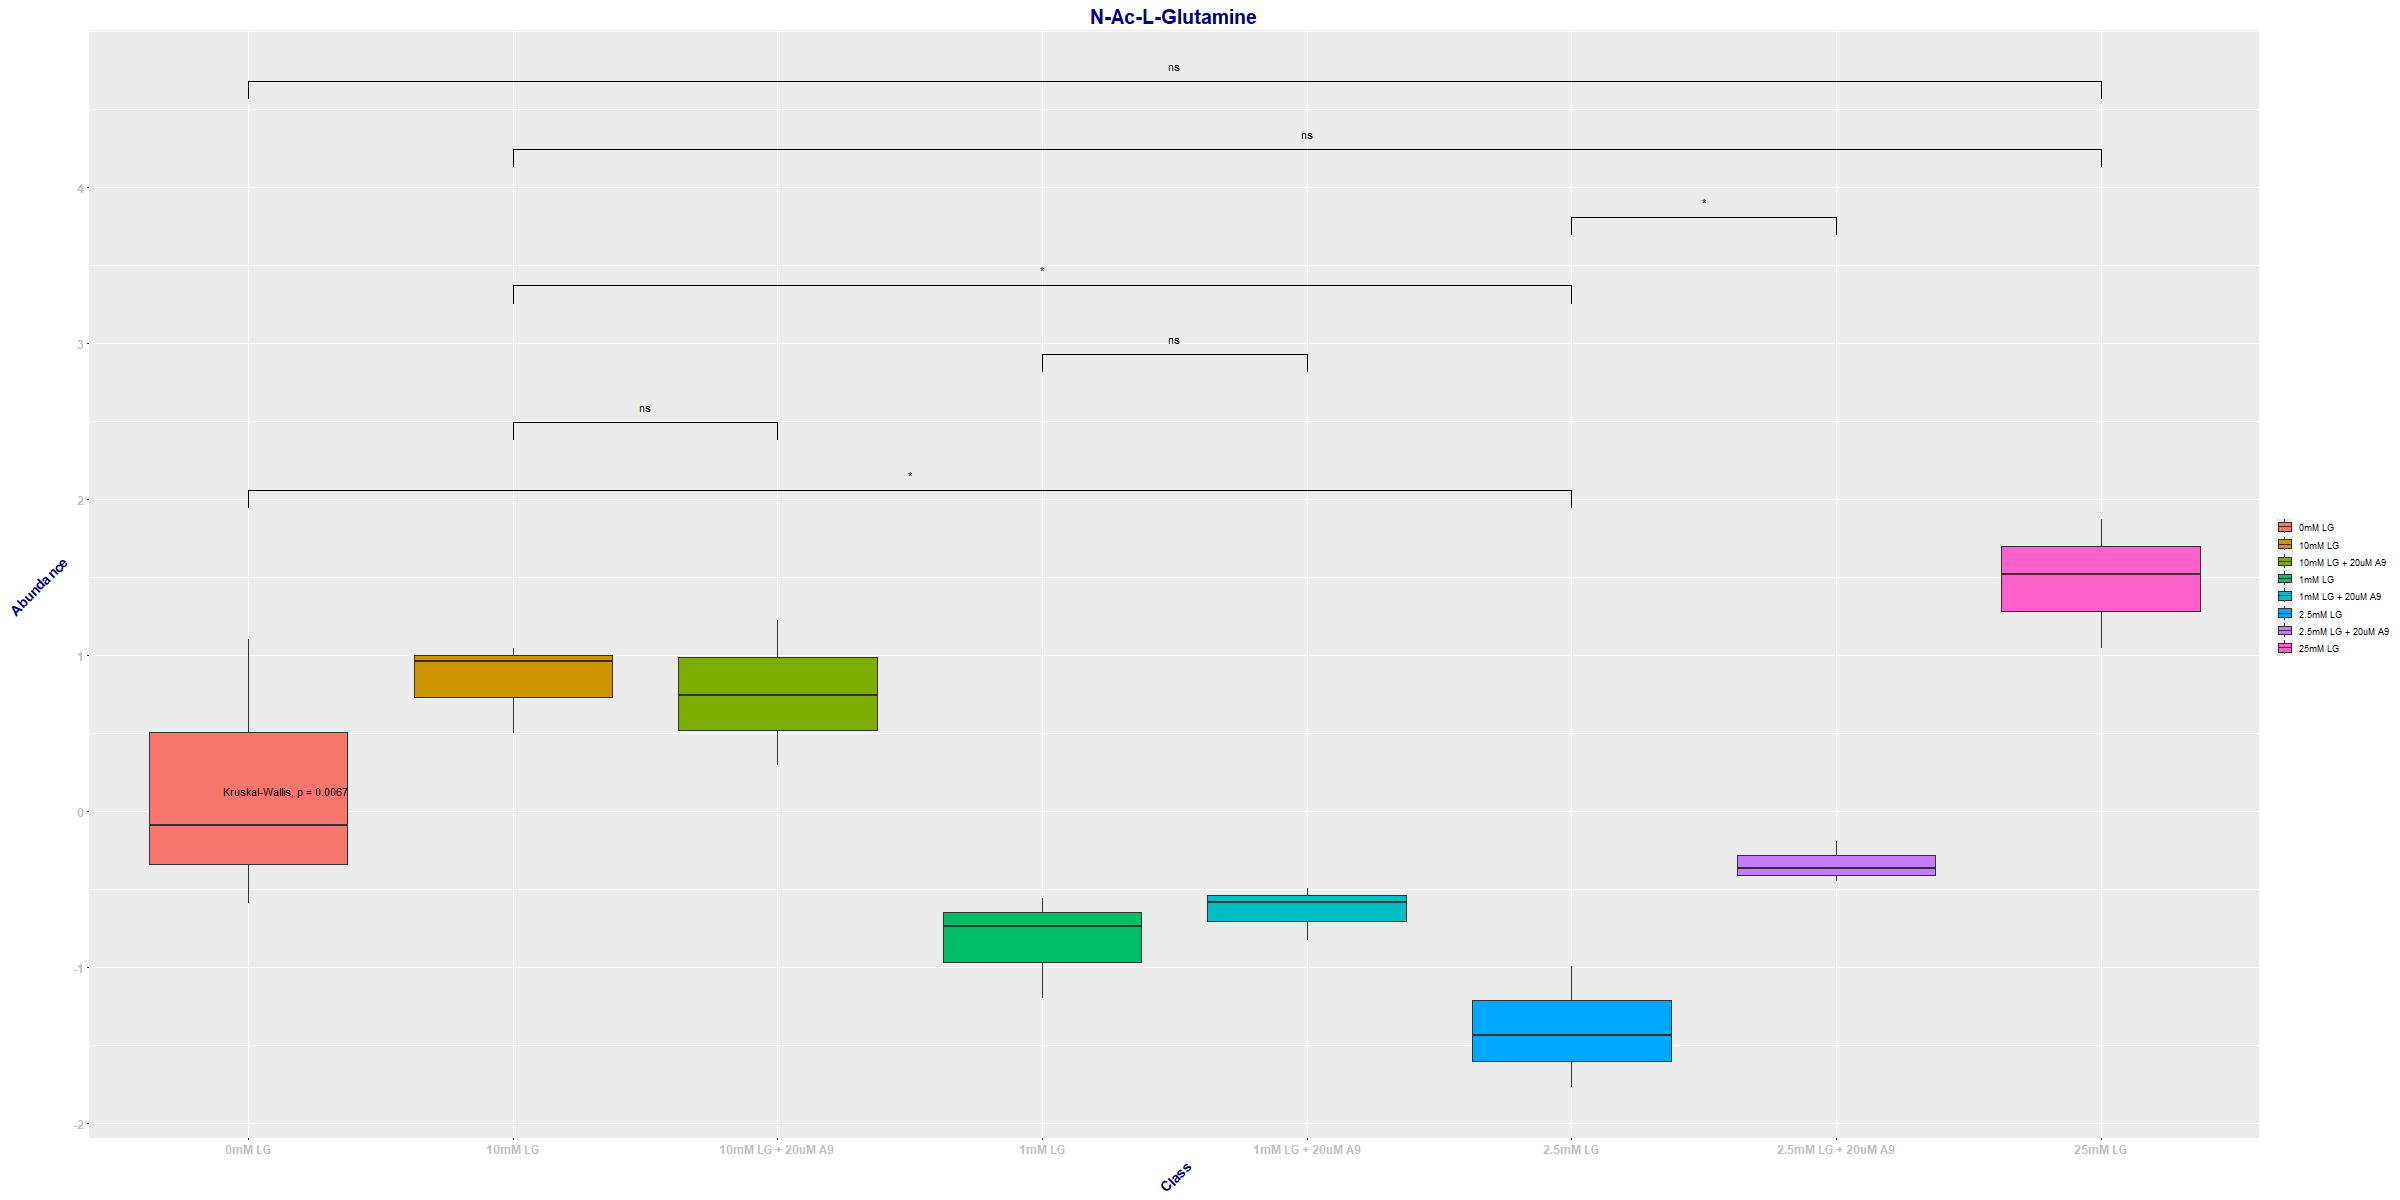 N-Ac-L-Glutamine
ns
ns
*
*
ns
ns
*
4
3
2
1
0
-1
-2
Abundance
Kruskal-Wallis, p = 0.0067
0mM LG
10mM LG
10mM LG + 20uM A9
1mM LG
1mM LG + 20uM A9
2.5mM LG
2.5mM LG + 20uM A9
25mM LG
Class
0mM LG
10mM LG
10mM LG + 20uM A9
1mM LG
1mM LG + 20uM A9
2.5mM LG
2.5mM LG + 20uM A9
25mM LG